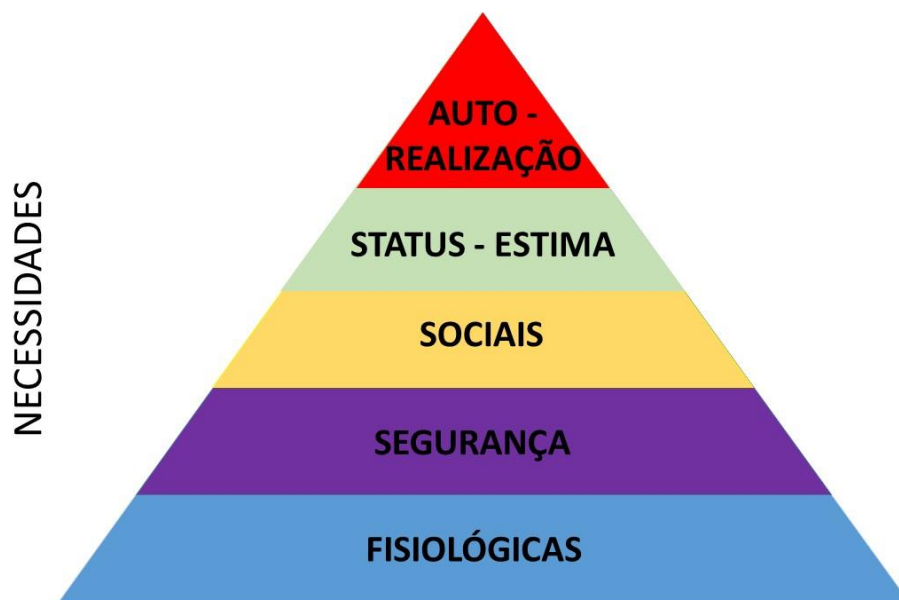 NECESSIDADES
AUTO -
REALIZAÇÃO
STATUS - ESTIMA
SOCIAIS
SEGURANÇA
FISIOLÓGICAS